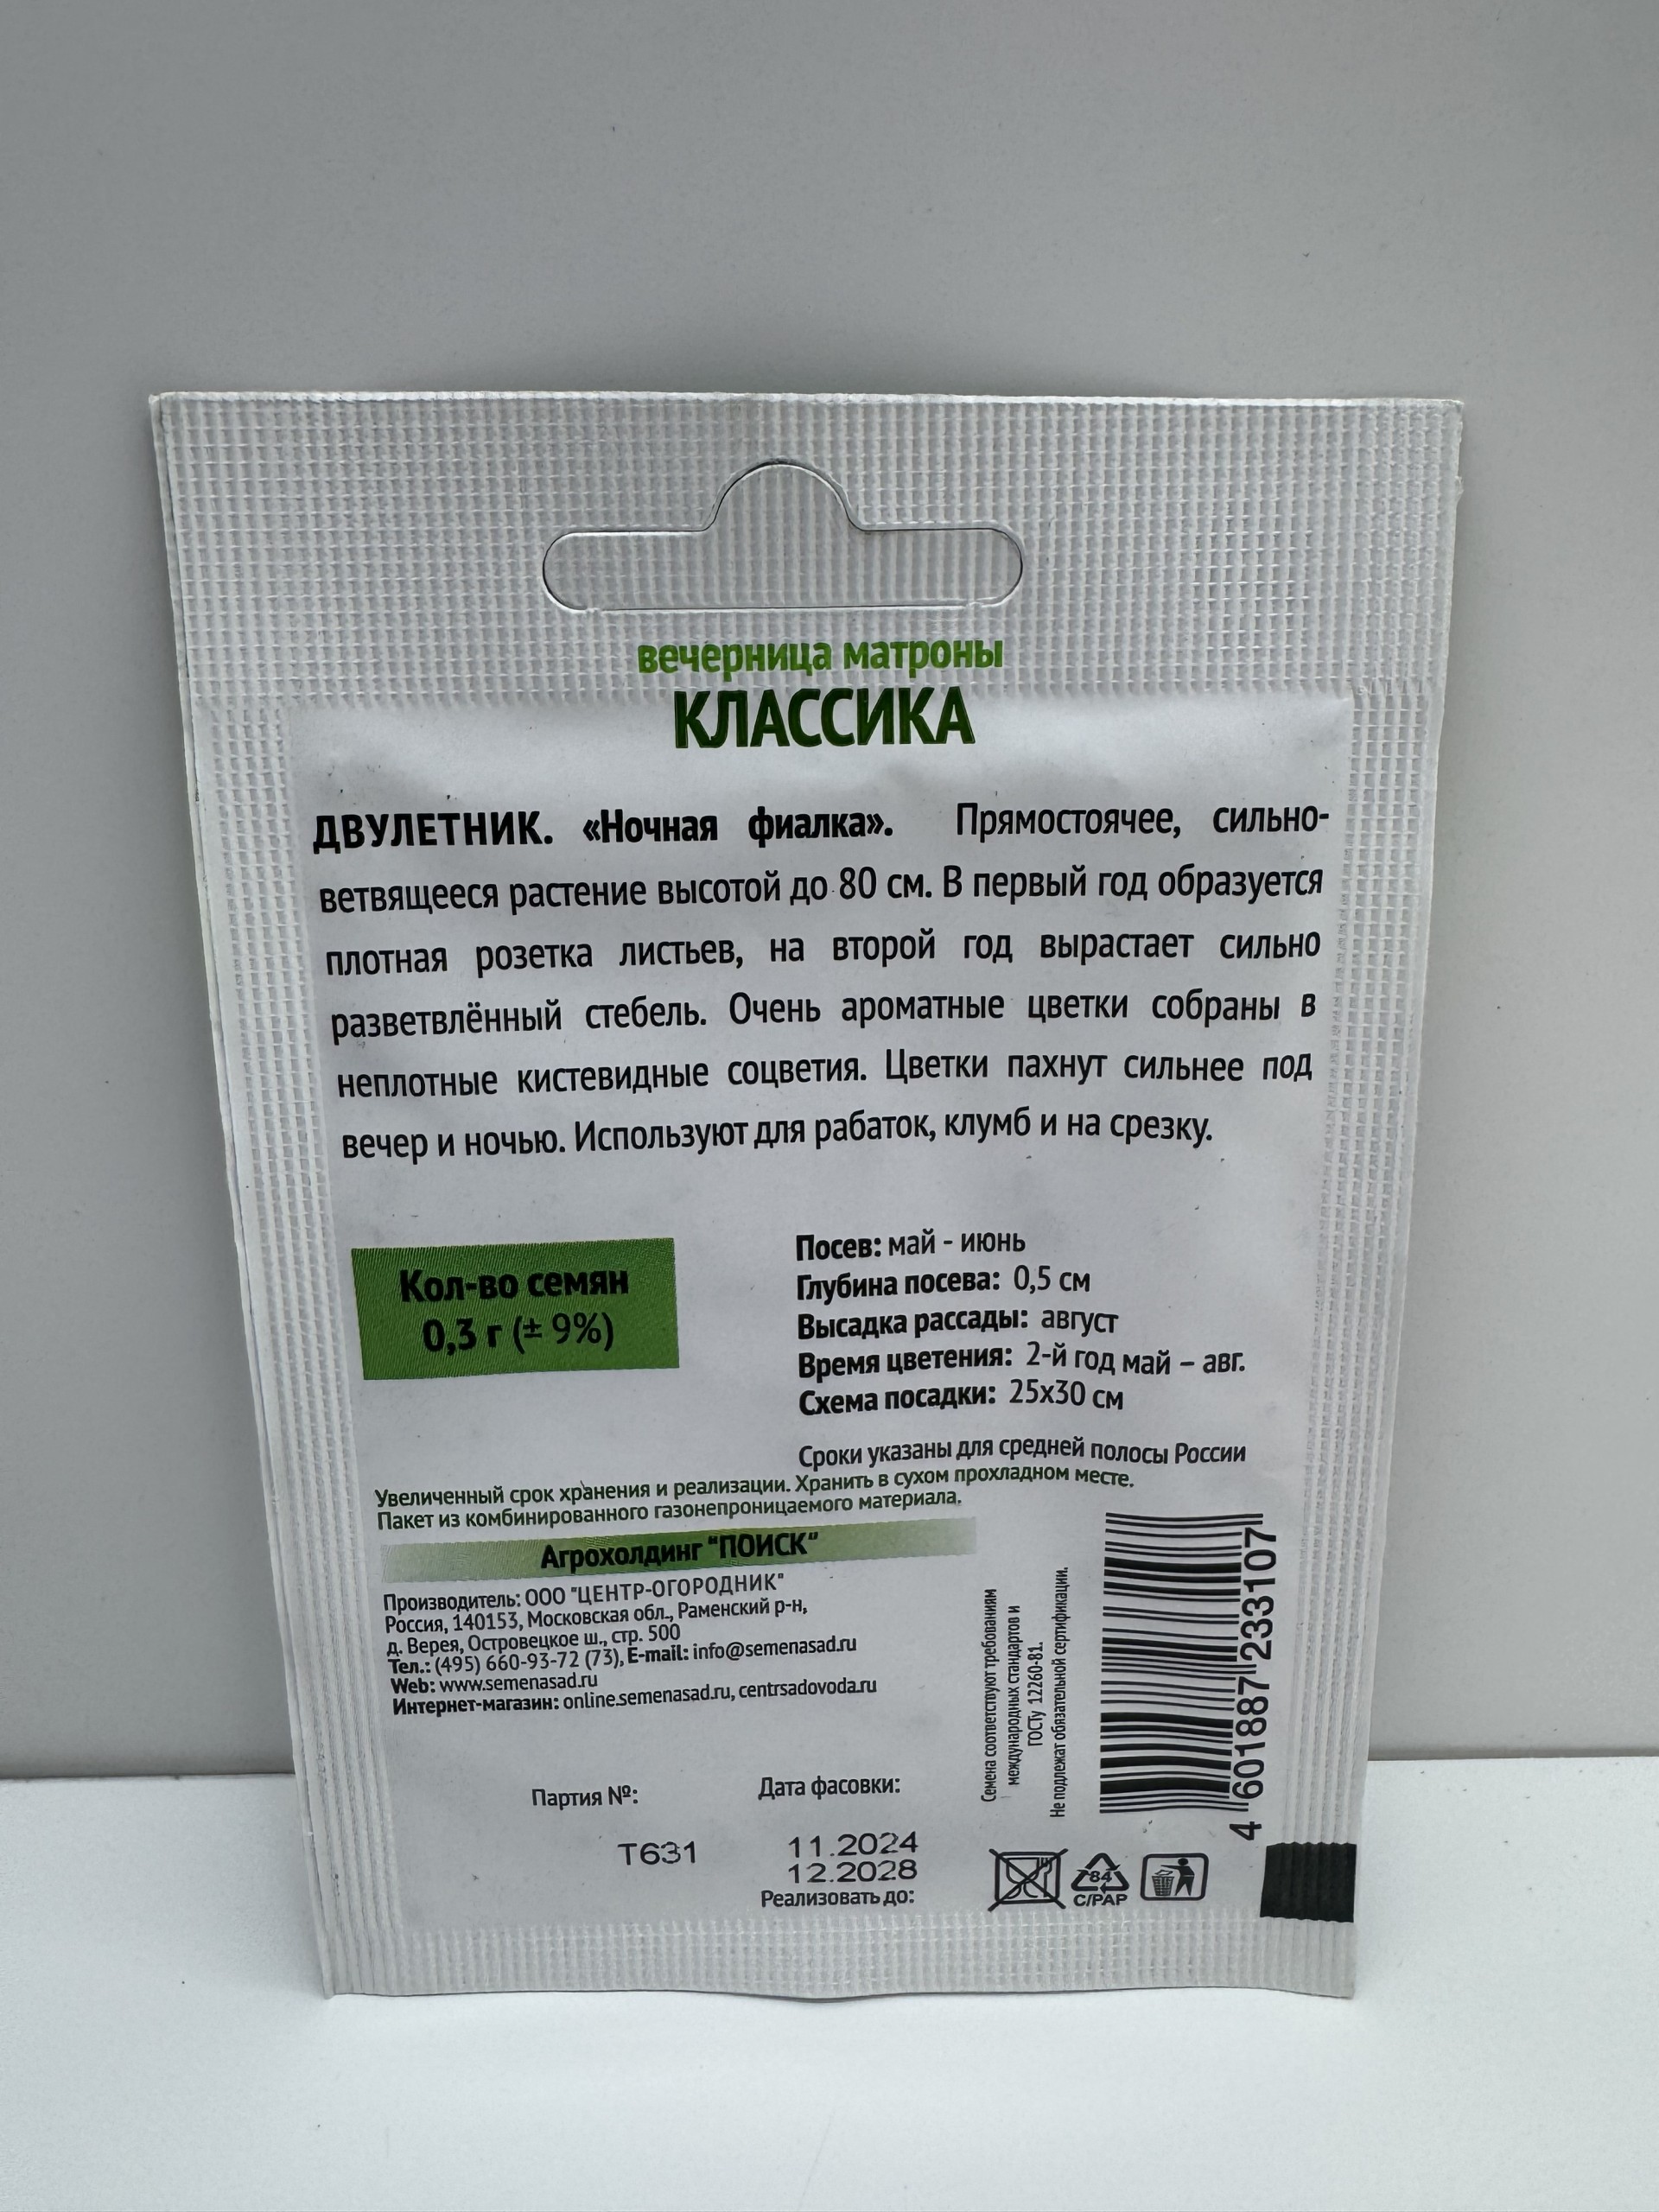 вечерница матроны
КЛАССИКА
ДВУЛЕТНИК. «Ночная фиалка». Прямостоячее, сильно-
ветвящееся растение высотой до 80 см. В первый год образуется
плотная розетка листьев, на второй год вырастает сильно
разветвлённый стебель. Очень ароматные цветки собраны в
неплотные кистевидные соцветия. Цветки пахнут сильнее под
вечер и ночью. Используют для рабаток, клумб и на срезку.
Кол-во семян
0,3 г (± 9%)
Посев: май - июнь
Глубина посева: 0,5 см
Высадка рассады: август
Время цветения: 2-й год май – авг.
Схема посадки: 25х30 см
Сроки указаны для средней полосы России
Увеличенный срок хранения и реализации. Хранить в сухом прохладном месте.
Пакет из комбинированного газонепроницаемого материала.
Агрохолдинг "ПОИСК"
Производитель: ООО "ЦЕНТР-ОГОРОДНИК"
Россия, 140153, Московская обл., Раменский р-н,
д. Верея, Островецкое ш., стр. 500
Тел.: (495) 660-93-72 (73), E-mail: info@semenasad.ru
Web: www.semenasad.ru
Интернет-магазин: online.semenasad.ru, centrsadovoda.ru
Семена соответствуют требованиям
международных стандартов и
ГОСТу 12260-81.
Не подлежат обязательной сертификации.
4 601887 233107
Партия №:
Дата фасовки:
Т631
11.2024
12.2028
Реализовать до:
84
C/PAP